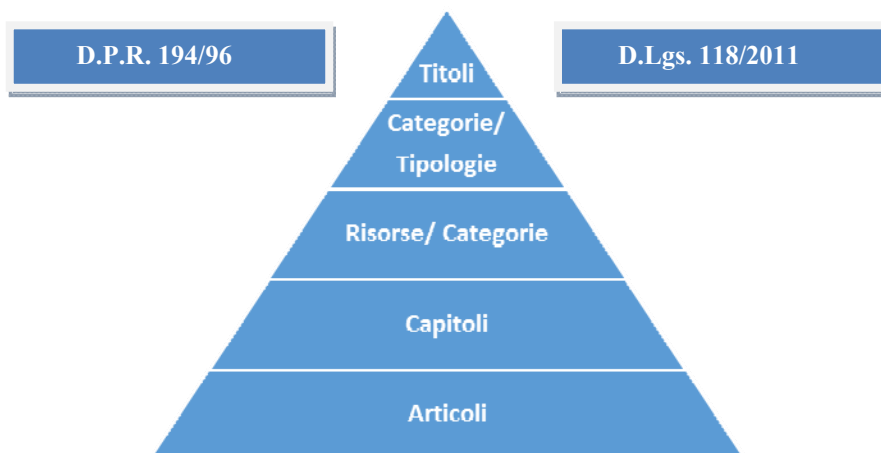 D.P.R. 194/96
D.Lgs. 118/2011
Titoli
Categorie/
Tipologie
Risorse/ Categorie
Capitoli
Articoli